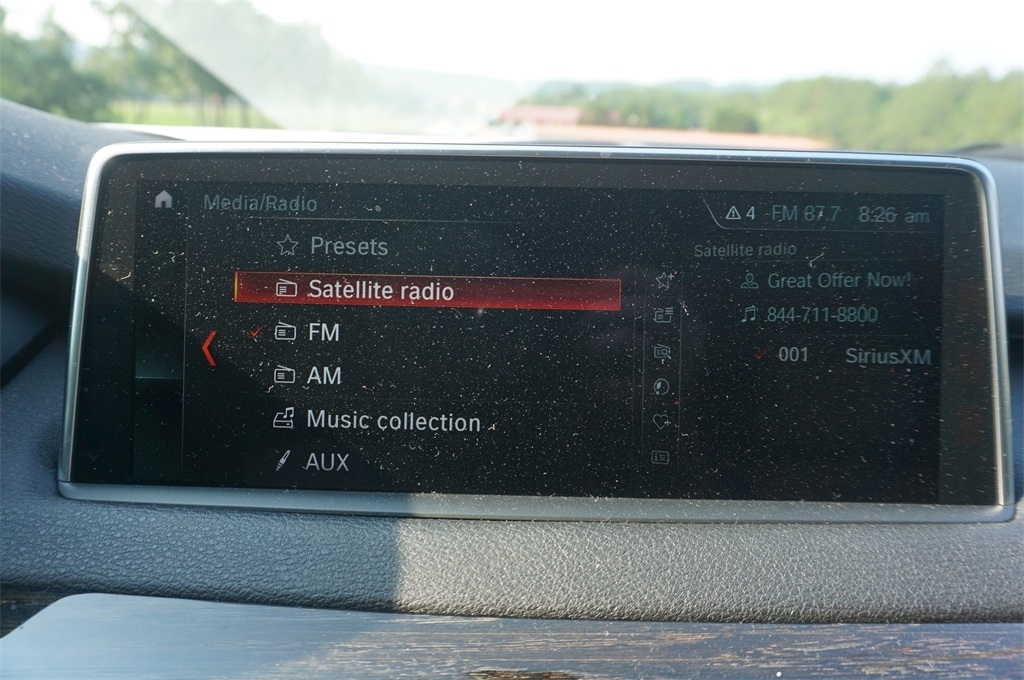 Media/Radio
4 FM 87.7 8:26 am
Presets
Satellite radio
FM
AM
Music collection
AUX
Satellite radio
Great Offer Now!
844-711-8800
001 SiriusXM